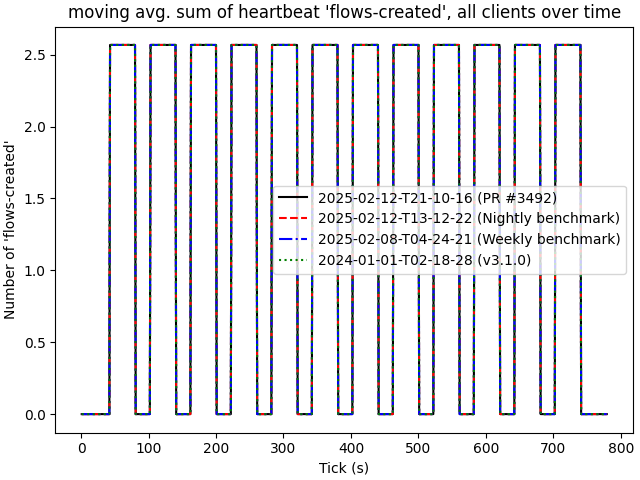 moving avg. sum of heartbeat 'flows-created', all clients over time
Number of 'flows-created'
2.5
2.0
1.5
1.0
0.5
0.0
2025-02-12-T21-10-16 (PR #3492)
2025-02-12-T13-12-22 (Nightly benchmark)
2025-02-08-T04-24-21 (Weekly benchmark)
2024-01-01-T02-18-28 (v3.1.0)
0 100 200 300 400 500 600 700 800
Tick (s)